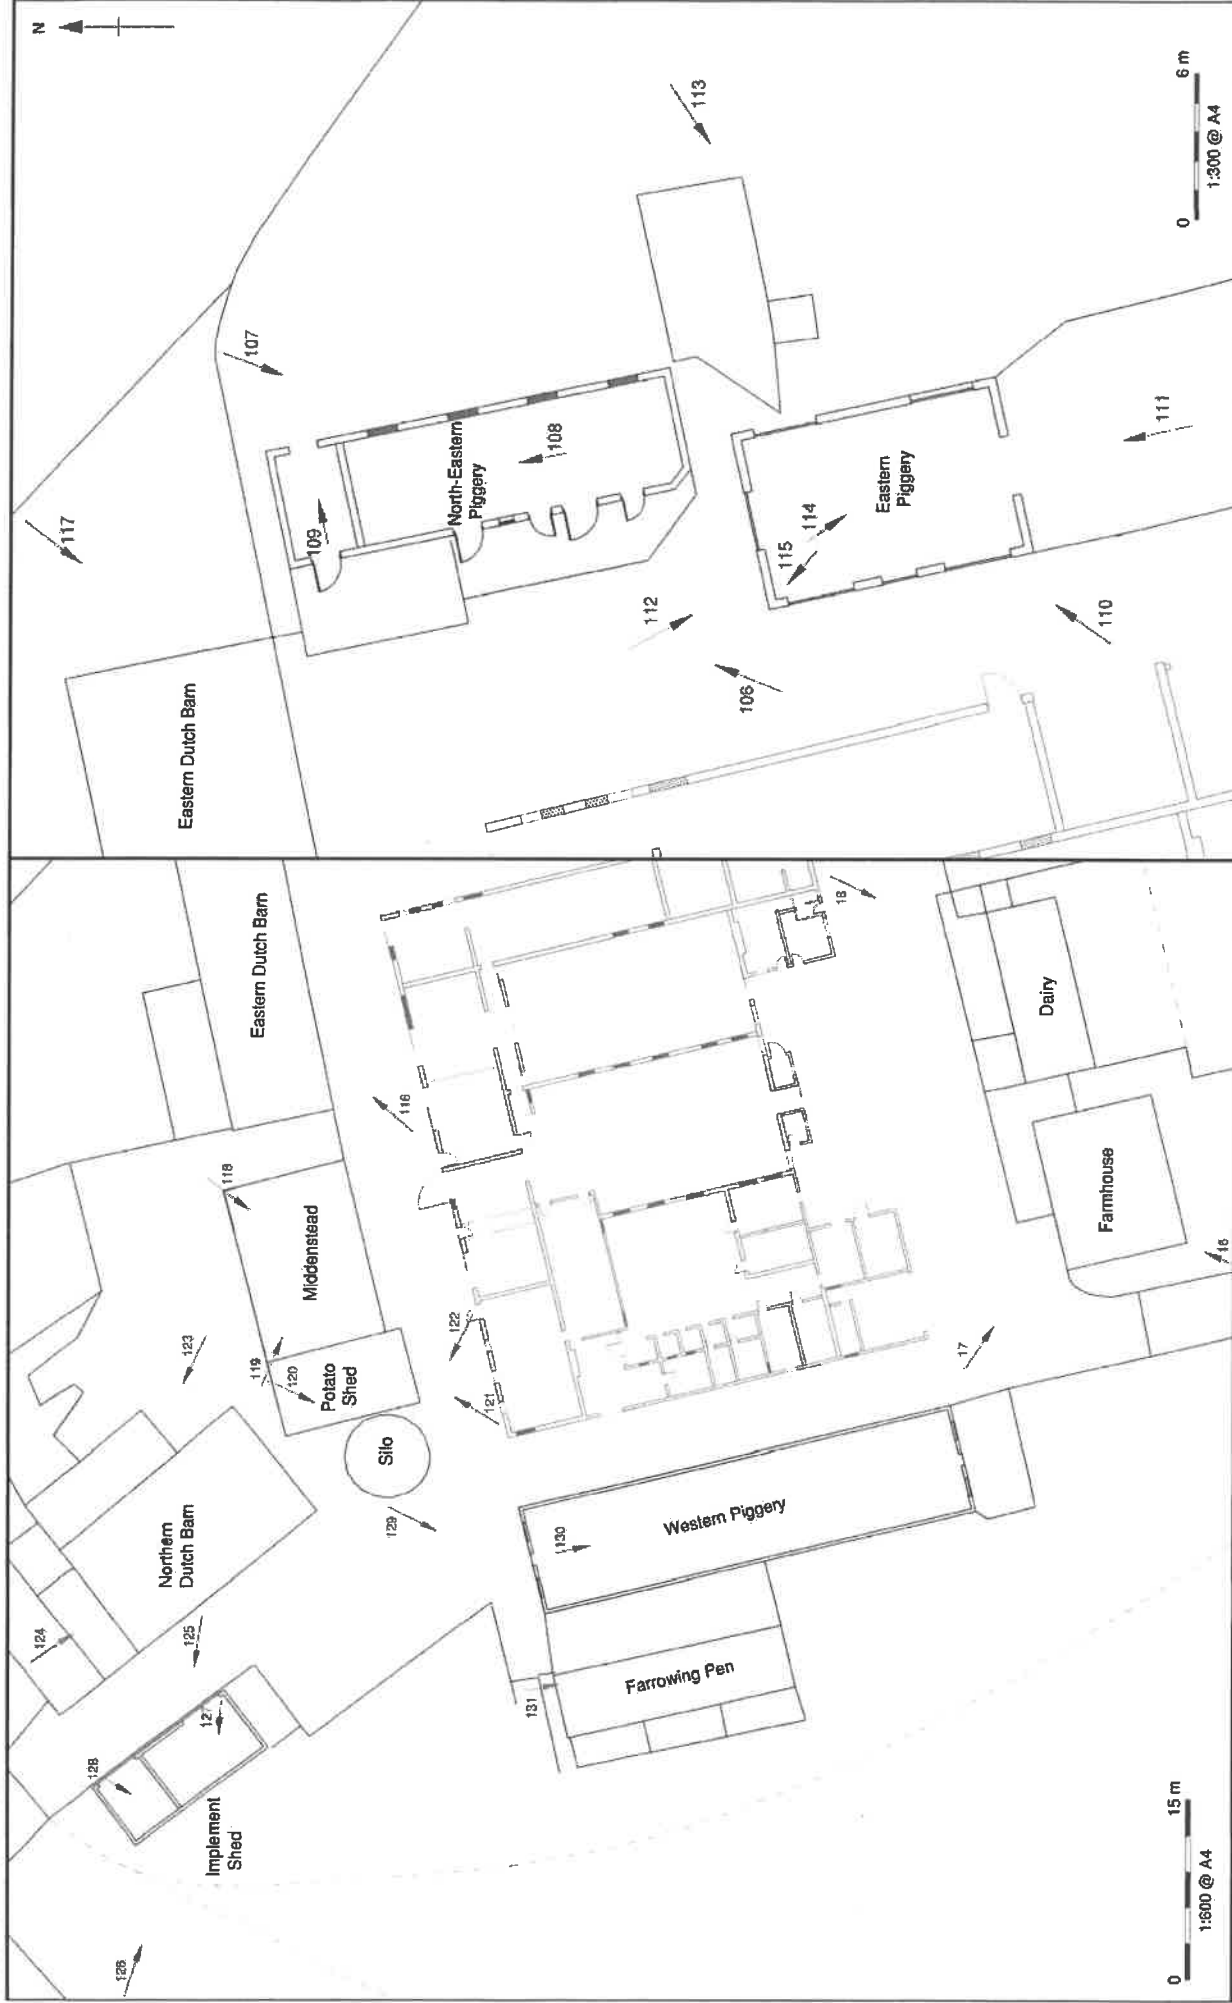 124
128
126
127
125
Northern
Dutch Barn
123
118
119
120
Implement
Shed
Potato
Shed
Middenstead
Eastern Dutch Barn
Silo
129
116
121
122
131
130
Farrowing Pen
Western Piggery
18
17
Dairy
Farmhouse
16
0
15 m
1:600 @ A4
N
117
Eastern Dutch Barn
107
109
North-Eastern
Piggery
108
112
113
106
115
114
Eastern
Piggery
110
111
0
6 m
1:300 @ A4